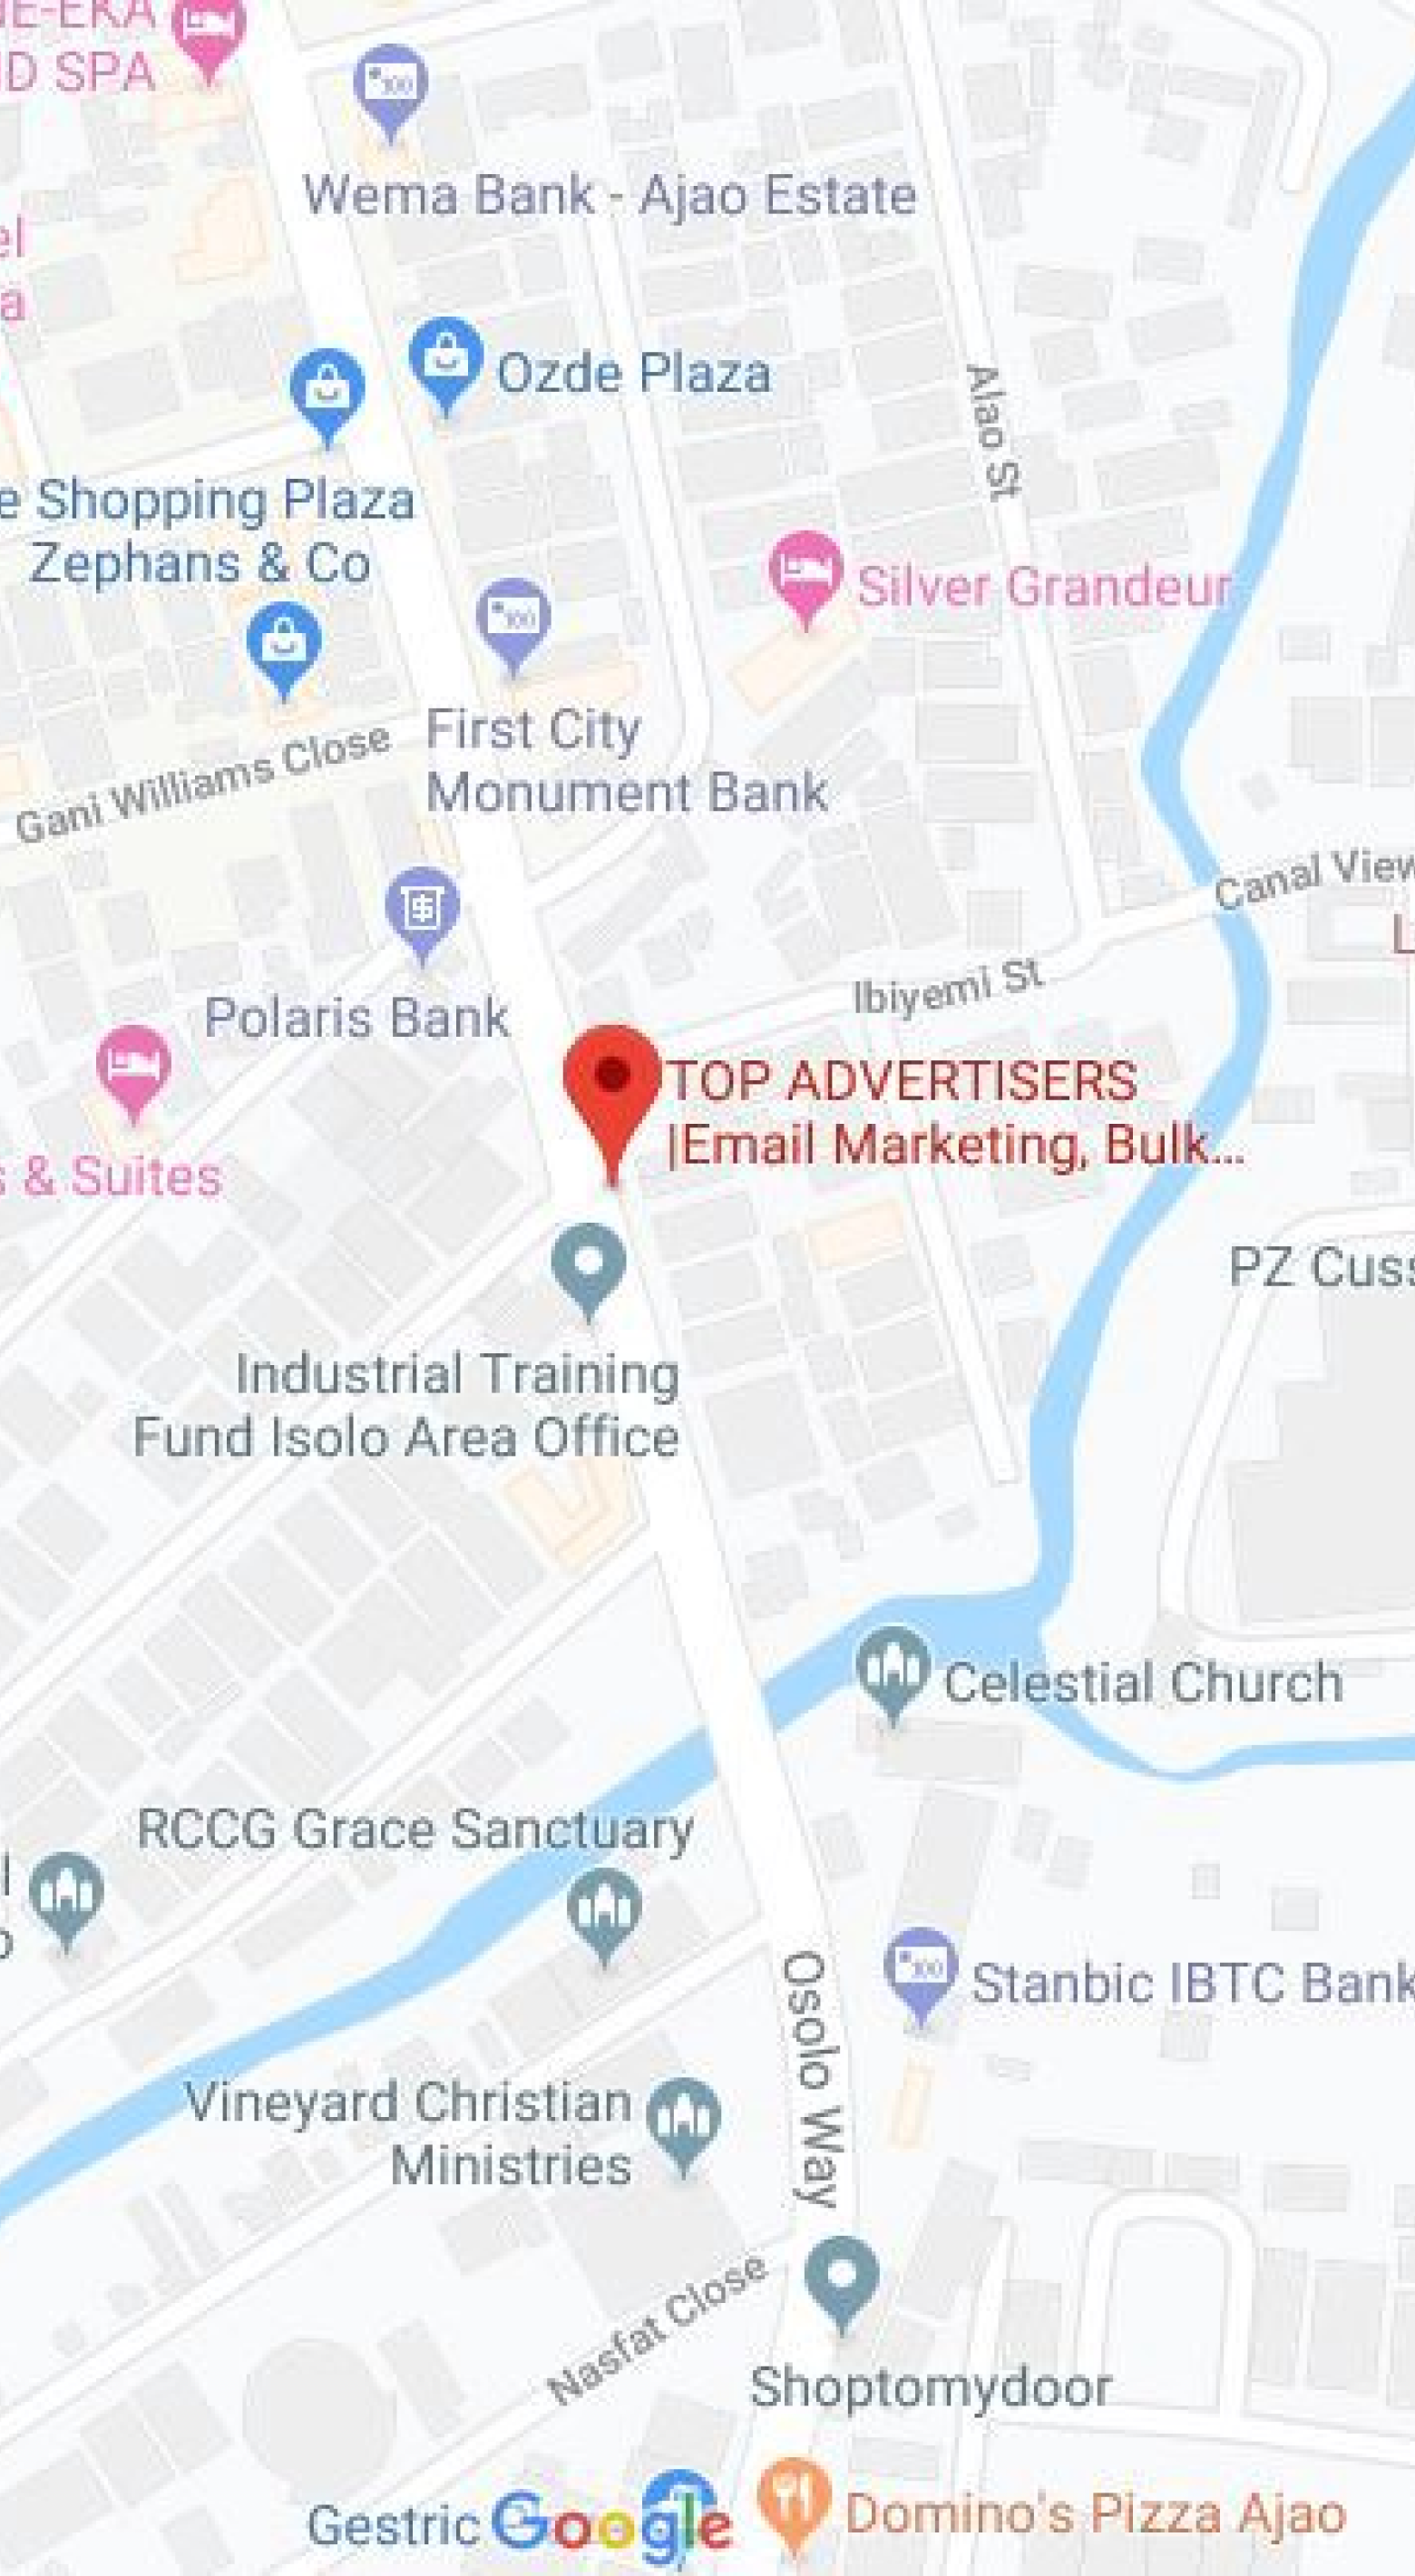 ID SPA
Wema Bank - Ajao Estate
el
a
Ozde Plaza
Alao St
e Shopping Plaza
Zephans & Co
Silver Grandeur
First City
Monument Bank
Gani Williams Close
Canal View
L
Ibiyemi St
Polaris Bank
TOP ADVERTISERS
|Email Marketing, Bulk...
s & Suites
PZ Cuss
Industrial Training
Fund Isolo Area Office
Celestial Church
RCCG Grace Sanctuary
Stanbic IBTC Bank
Osolo Way
Vineyard Christian
Ministries
Nasfat Close
Shoptomydoor
Gestric
Google
Domino's Pizza Ajao